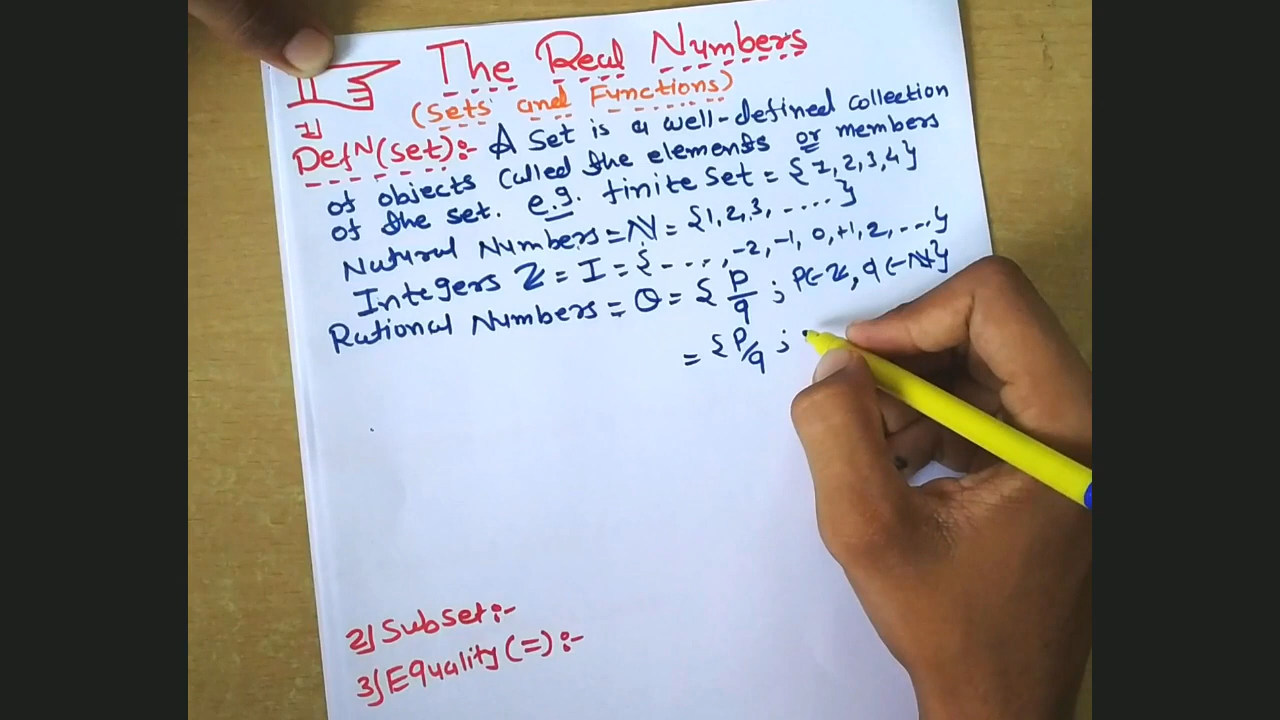 The Real Numbers
(Sets and Functions)
1)
Defᴺ(set):- A set is a well-defined collection
of objects called the elements or members
of the set. e.g. finite set = {1, 2, 3, 4}
Natural Numbers = N = {1, 2, 3, .....}
Integers Z = I = {....., -2, -1, 0, +1, 2, ....}
Rational Numbers = Q = { p/q ; p∈Z, q∈N}
= {p/q ;
2) Subset:-
3) Equality (=):-